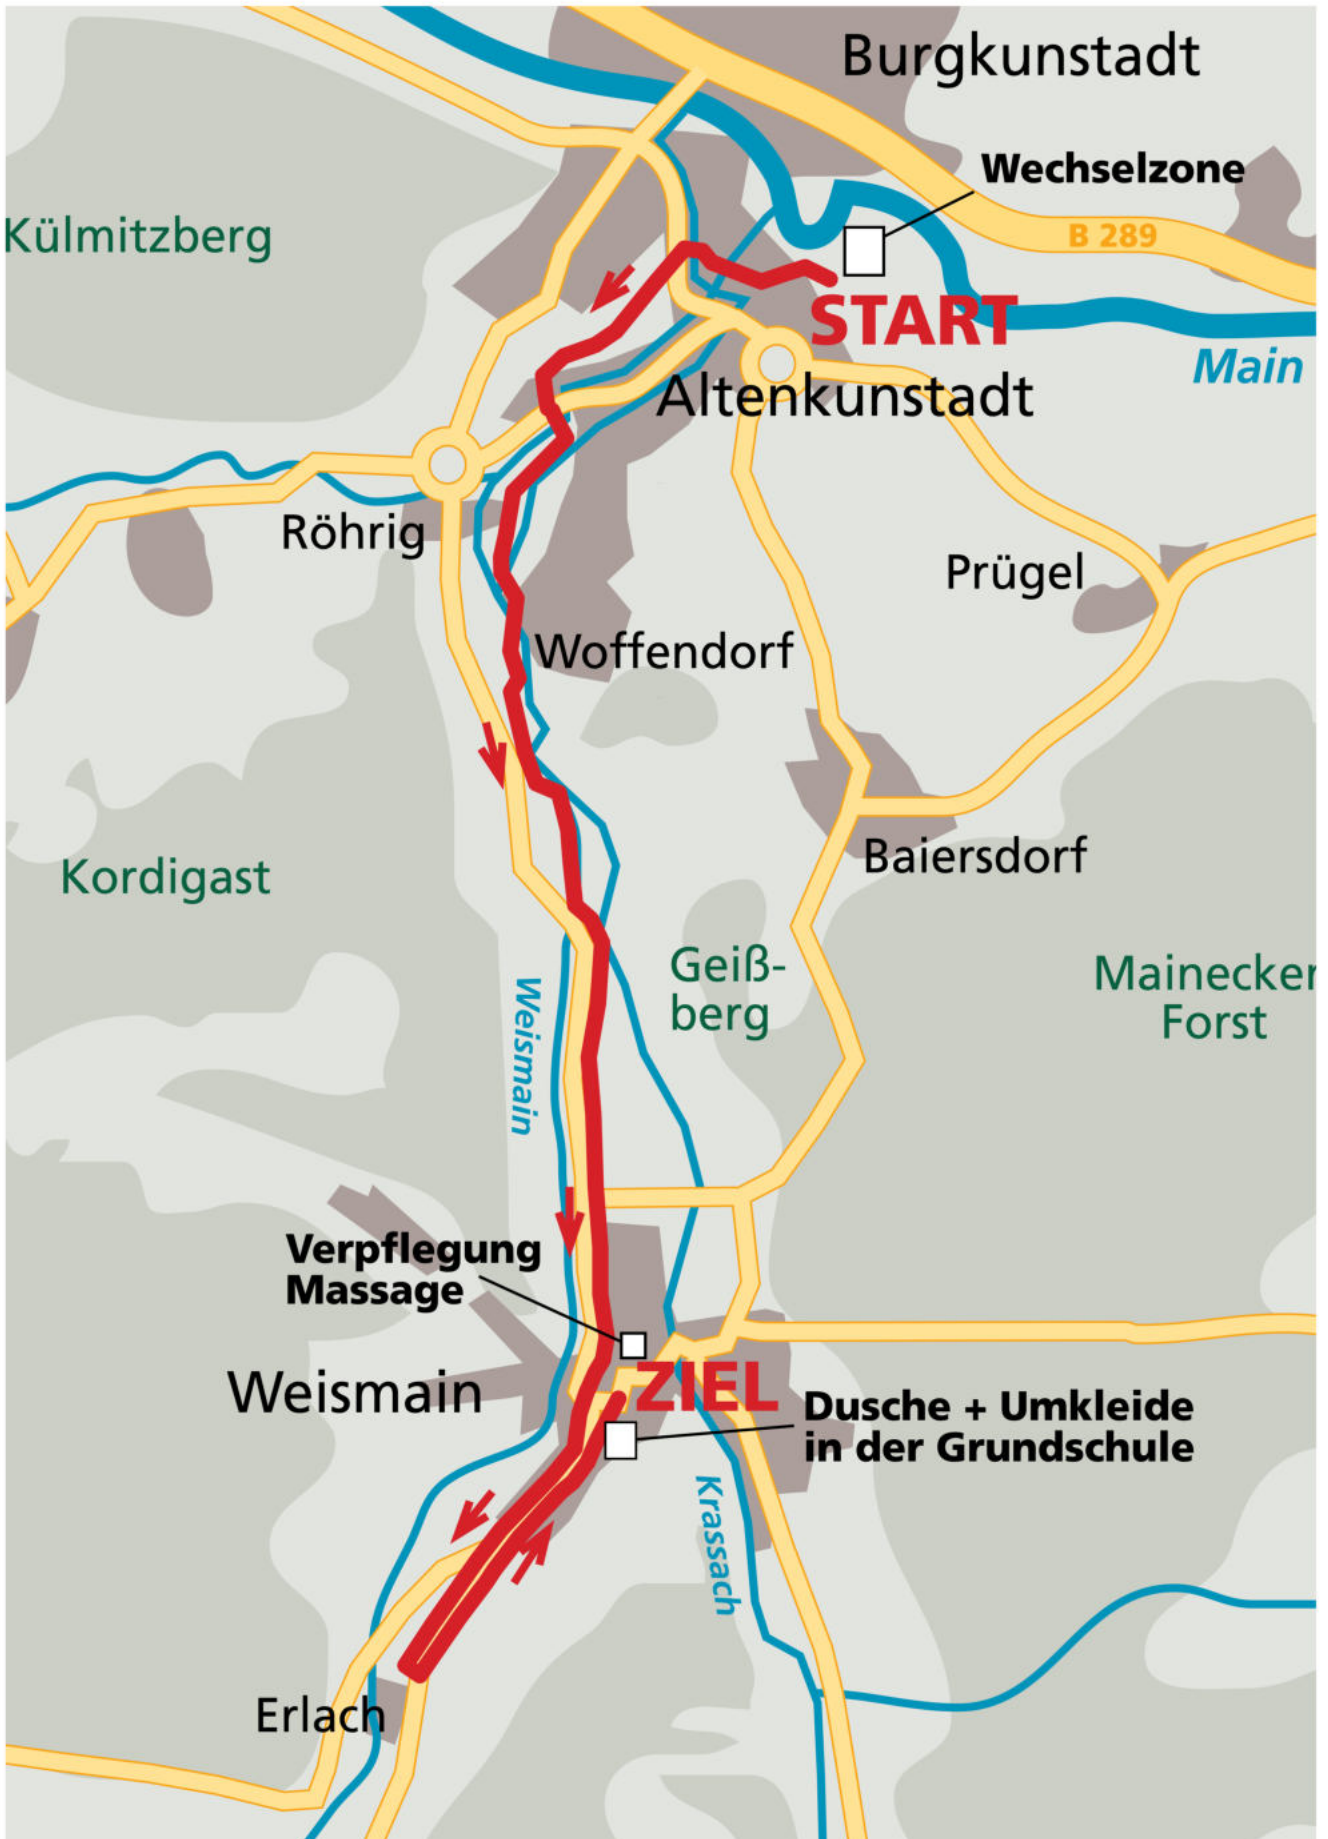 Burgkunstadt
Wechselzone
Külmitzberg
B 289
START
Main
Altenkunstadt
Röhrig
Prügel
Woffendorf
Baiersdorf
Kordigast
Geiß-
berg
Mainecker
Forst
Weismain
Verpflegung
Massage
Weismain
ZIEL
Dusche + Umkleide
in der Grundschule
Krassach
Erlach